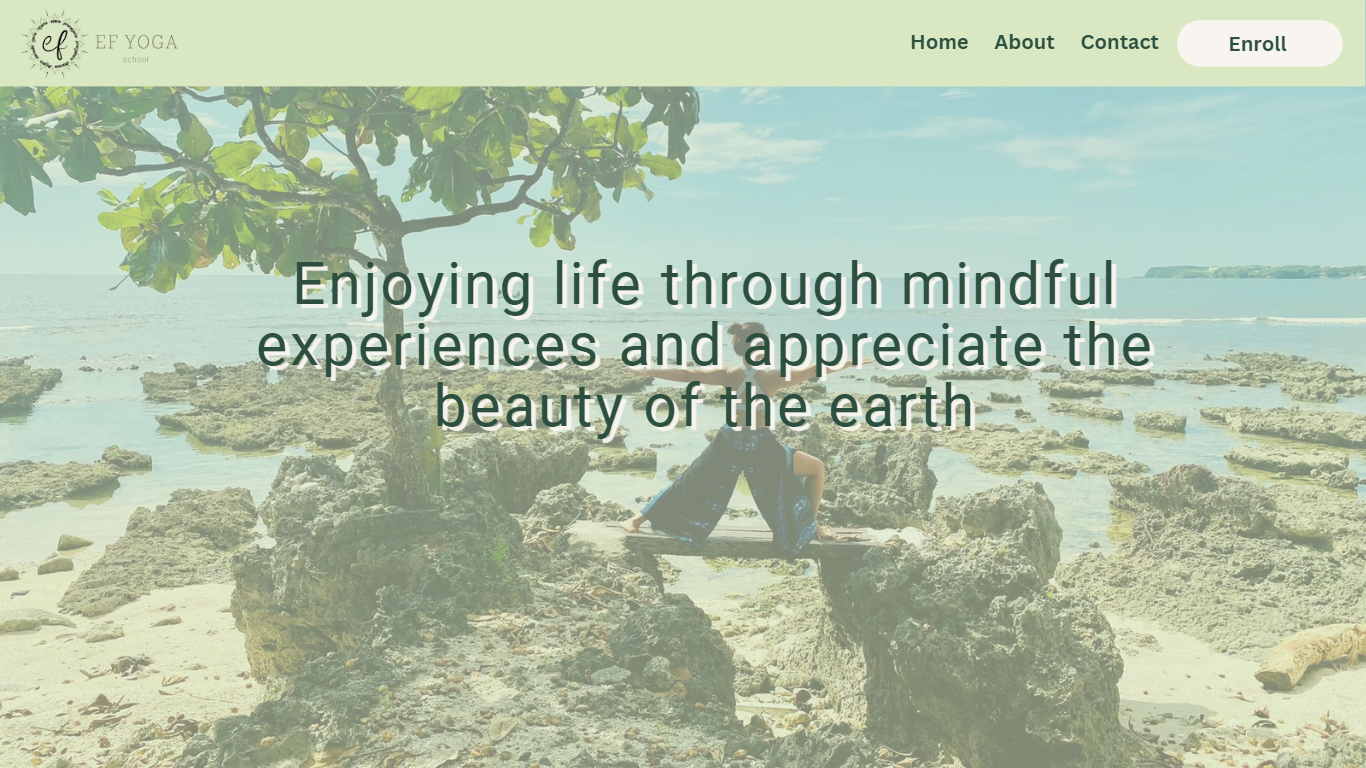 ef
EF YOGA
school
Home
About
Contact
Enroll
Enjoying life through mindful
experiences and appreciate the
beauty of the earth